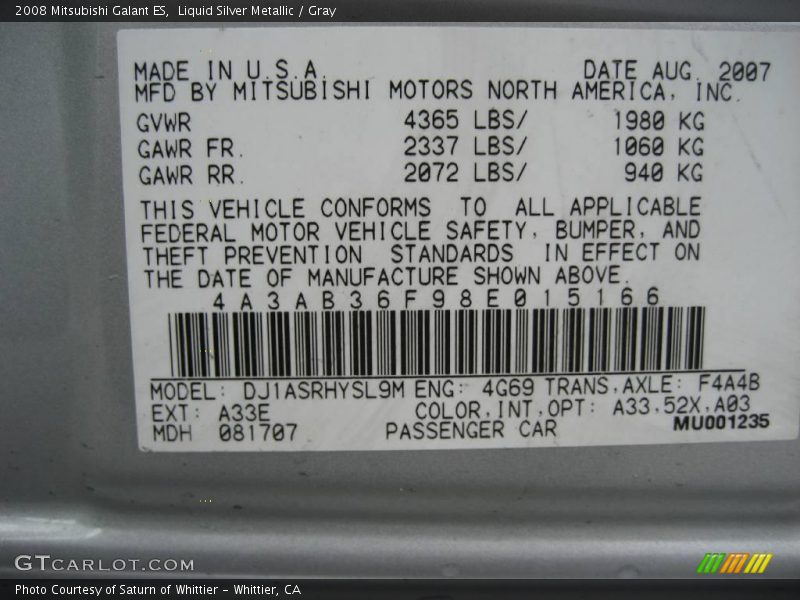 2008 Mitsubishi Galant ES,  Liquid Silver Metallic / Gray
MADE IN U.S.A. DATE AUG. 2007
MFD BY MITSUBISHI MOTORS NORTH AMERICA, INC.
GVWR 4365 LBS/ 1980 KG
GAWR FR. 2337 LBS/ 1060 KG
GAWR RR. 2072 LBS/ 940 KG
THIS VEHICLE CONFORMS TO ALL APPLICABLE
FEDERAL MOTOR VEHICLE SAFETY, BUMPER, AND
THEFT PREVENTION STANDARDS IN EFFECT ON
THE DATE OF MANUFACTURE SHOWN ABOVE.
4A3AB36F98E015166
MODEL: DJ1ASRHYSL9M ENG: 4G69 TRANS,AXLE: F4A4B
EXT: A33E COLOR,INT,OPT: A33,52X,A03
MDH 081707 PASSENGER CAR MU001235
GTCARLOT.COM
Photo Courtesy of Saturn of Whittier - Whittier, CA